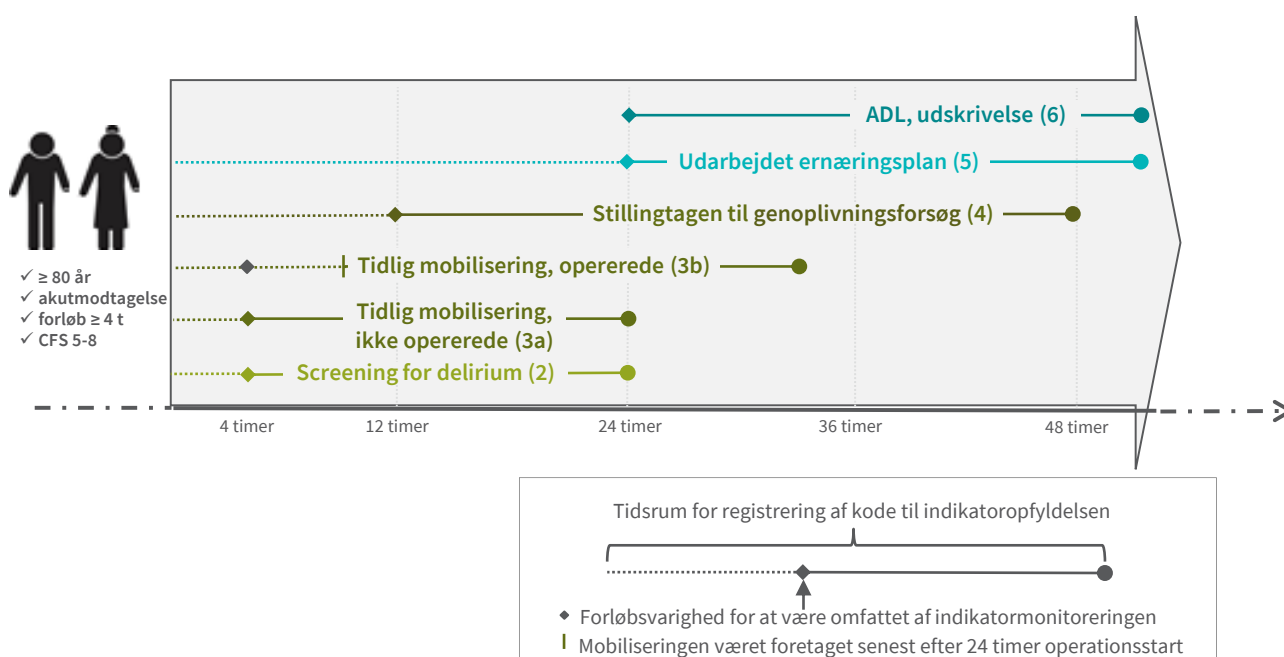 ADL, udskrivelse (6)
Udarbejdet ernæringsplan (5)
Stillingtagen til genoplivningsforsøg (4)
Tidlig mobilisering, opererede (3b)
Tidlig mobilisering,
ikke opererede (3a)
Screening for delirium (2)
✓ ≥ 80 år
✓ akutmodtagelse
✓ forløb ≥ 4 t
✓ CFS 5-8
4 timer 12 timer 24 timer 36 timer 48 timer
Tidsrum for registrering af kode til indikatoropfyldelsen
Forløbsvarighed for at være omfattet af indikatormonitoreringen
Mobiliseringen været foretaget senest efter 24 timer operationsstart